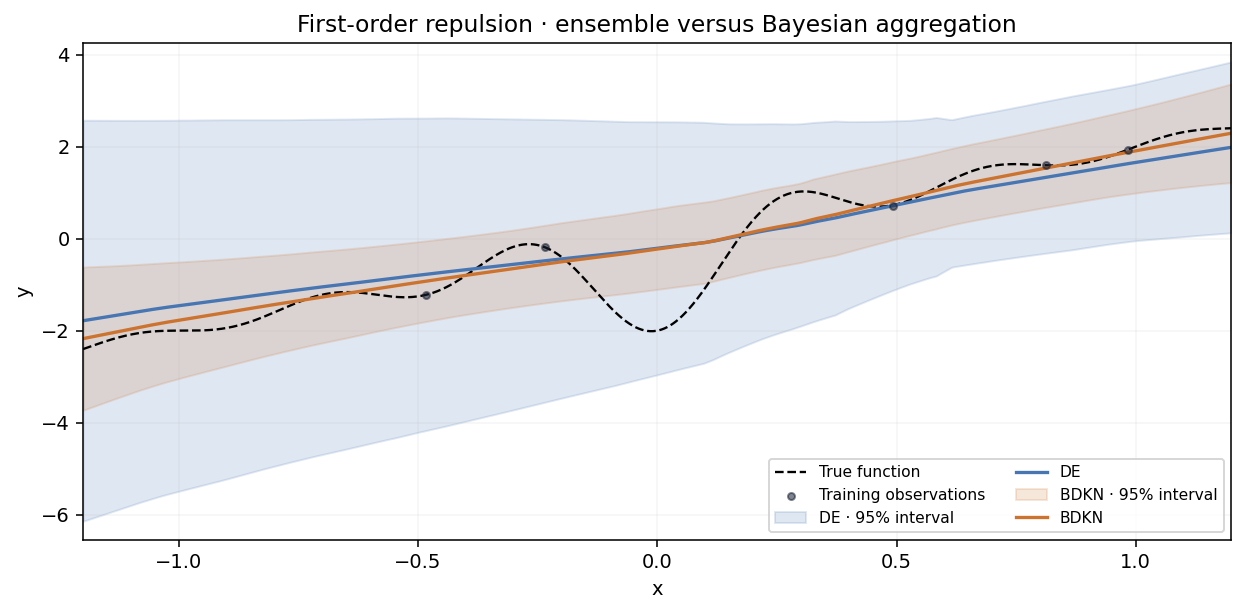 First-order repulsion · ensemble versus Bayesian aggregation
y
4
2
0
−2
−4
−6
True function
Training observations
DE · 95% interval
DE
BDKN · 95% interval
BDKN
−1.0 −0.5 0.0 0.5 1.0
x